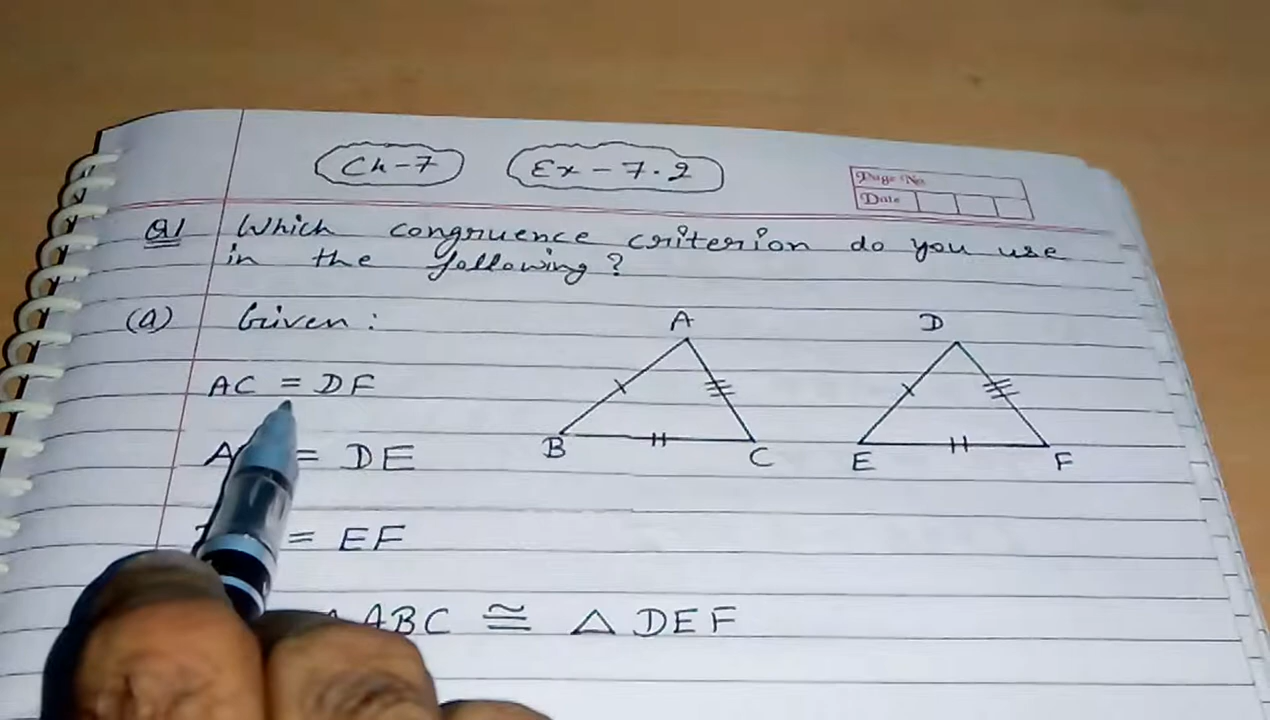 Ch-7 Ex-7.2
Page No.
Date
Q1 Which congruence criterion do you use
in the following?
(a) Given:
A D
AC = DF
= DE
B C E F
= EF
ABC ≅ △ DEF